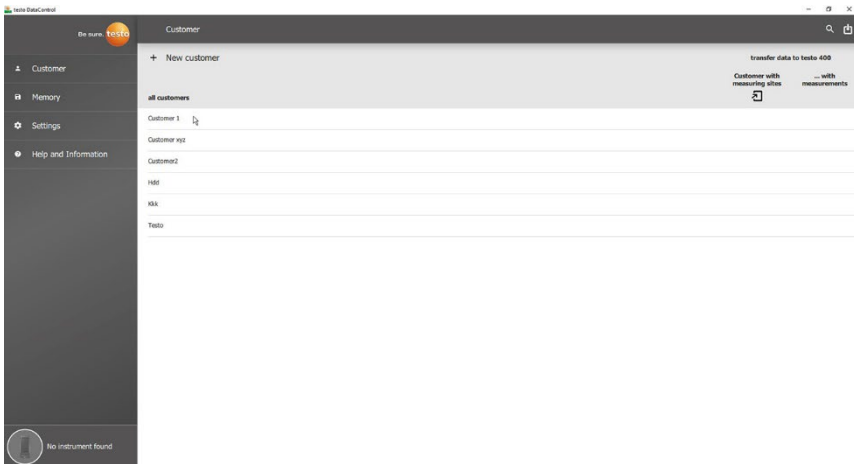 testo DataControl
Be sure. testo
Customer
Customer
Memory
Settings
Help and Information
+ New customer
transfer data to testo 400
Customer with
measuring sites
... with
measurements
all customers
Customer 1
Customer xyz
Customer2
Hdd
Kkk
Testo
No instrument found